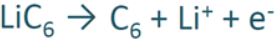 LiC₆ → C₆ + Li⁺ + e⁻